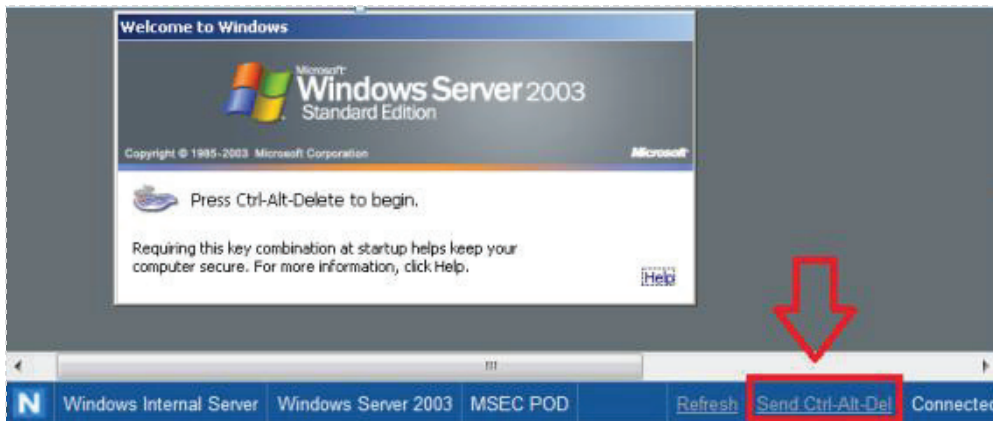 Welcome to Windows
Microsoft
Windows Server 2003
Standard Edition
Copyright © 1985-2003 Microsoft Corporation
Microsoft
Press Ctrl-Alt-Delete to begin.
Requiring this key combination at startup helps keep your
computer secure. For more information, click Help.
Help
N Windows Internal Server Windows Server 2003 MSEC POD Refresh Send Ctrl-Alt-Del Connected